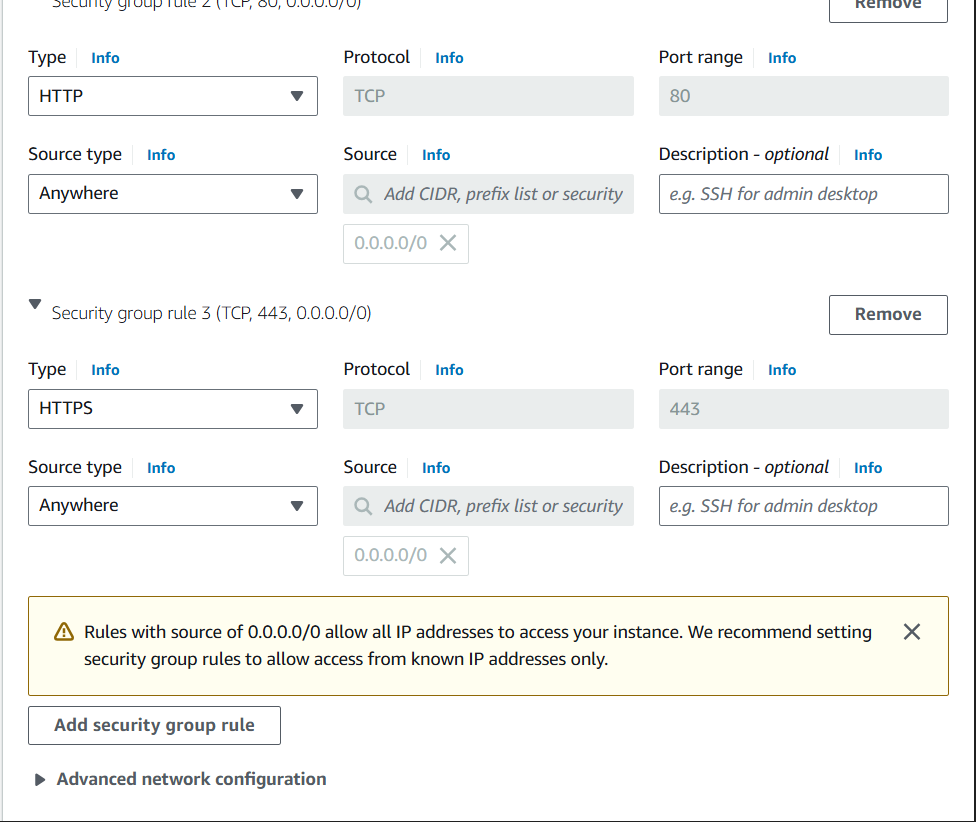 Security group rule 2 (TCP, 80, 0.0.0.0/0)
Remove
Type Info Protocol Info Port range Info
HTTP TCP 80
Source type Info Source Info Description - optional Info
Anywhere Add CIDR, prefix list or security e.g. SSH for admin desktop
0.0.0.0/0
Security group rule 3 (TCP, 443, 0.0.0.0/0) Remove
Type Info Protocol Info Port range Info
HTTPS TCP 443
Source type Info Source Info Description - optional Info
Anywhere Add CIDR, prefix list or security e.g. SSH for admin desktop
0.0.0.0/0
Rules with source of 0.0.0.0/0 allow all IP addresses to access your instance. We recommend setting
security group rules to allow access from known IP addresses only.
Add security group rule
Advanced network configuration